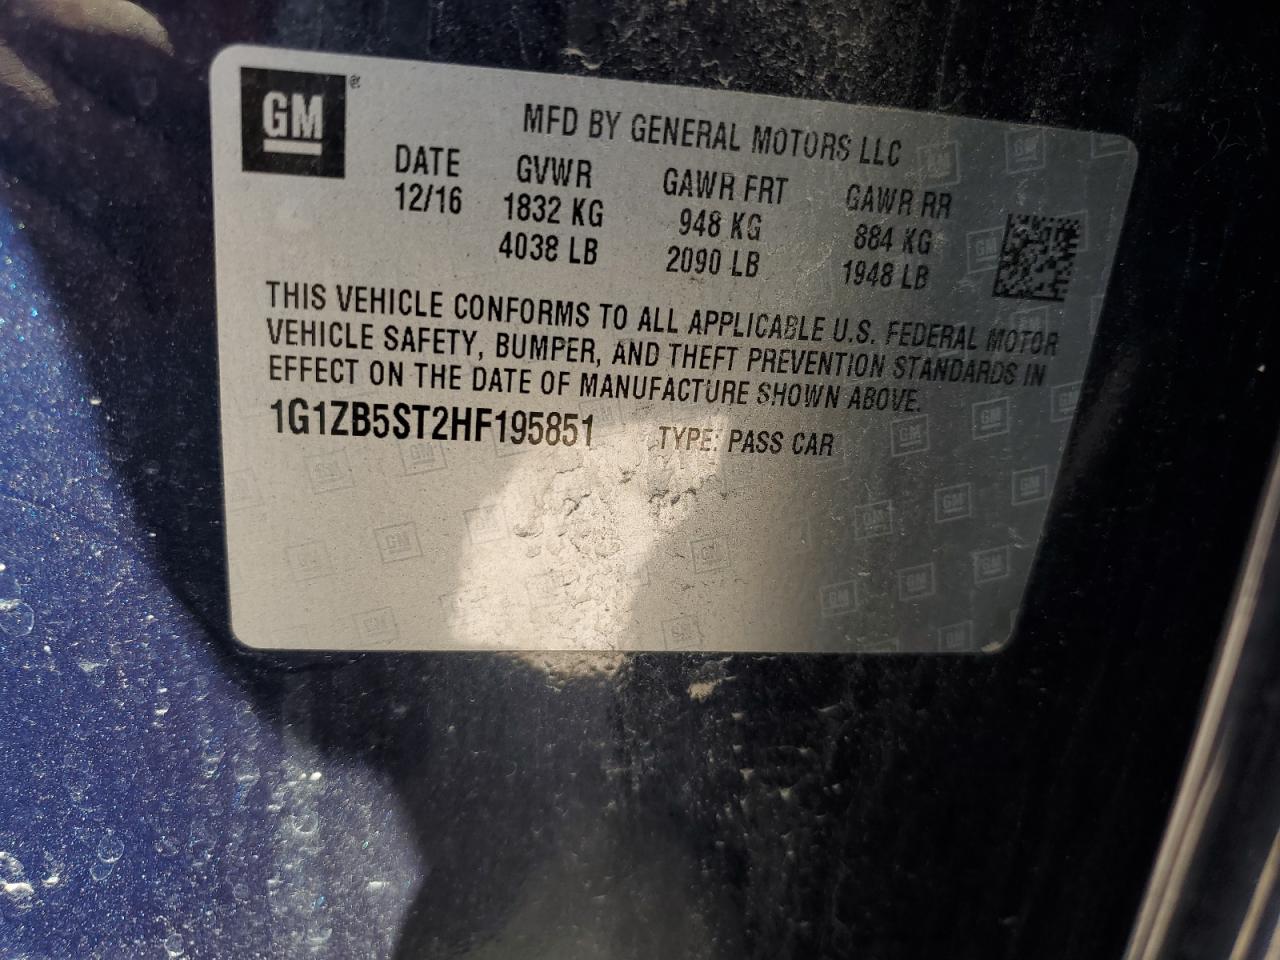 GM ®
MFD BY GENERAL MOTORS LLC
DATE GVWR GAWR FRT GAWR RR
12/16 1832 KG 948 KG 884 KG
4038 LB 2090 LB 1948 LB
THIS VEHICLE CONFORMS TO ALL APPLICABLE U.S. FEDERAL MOTOR
VEHICLE SAFETY, BUMPER, AND THEFT PREVENTION STANDARDS IN
EFFECT ON THE DATE OF MANUFACTURE SHOWN ABOVE.
1G1ZB5ST2HF195851 TYPE: PASS CAR